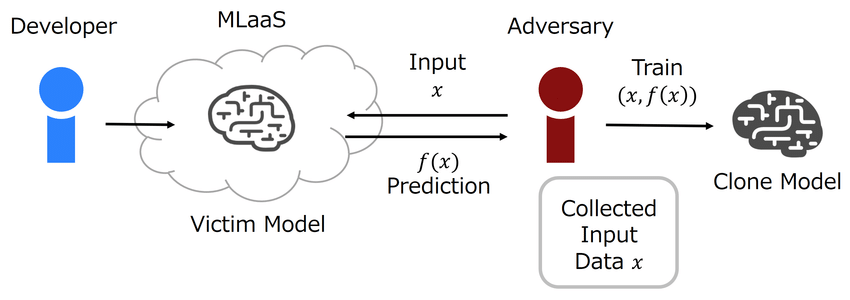 Developer
MLaaS
Victim Model
Input
x
f(x)
Prediction
Adversary
Collected
Input
Data x
Train
(x, f(x))
Clone Model